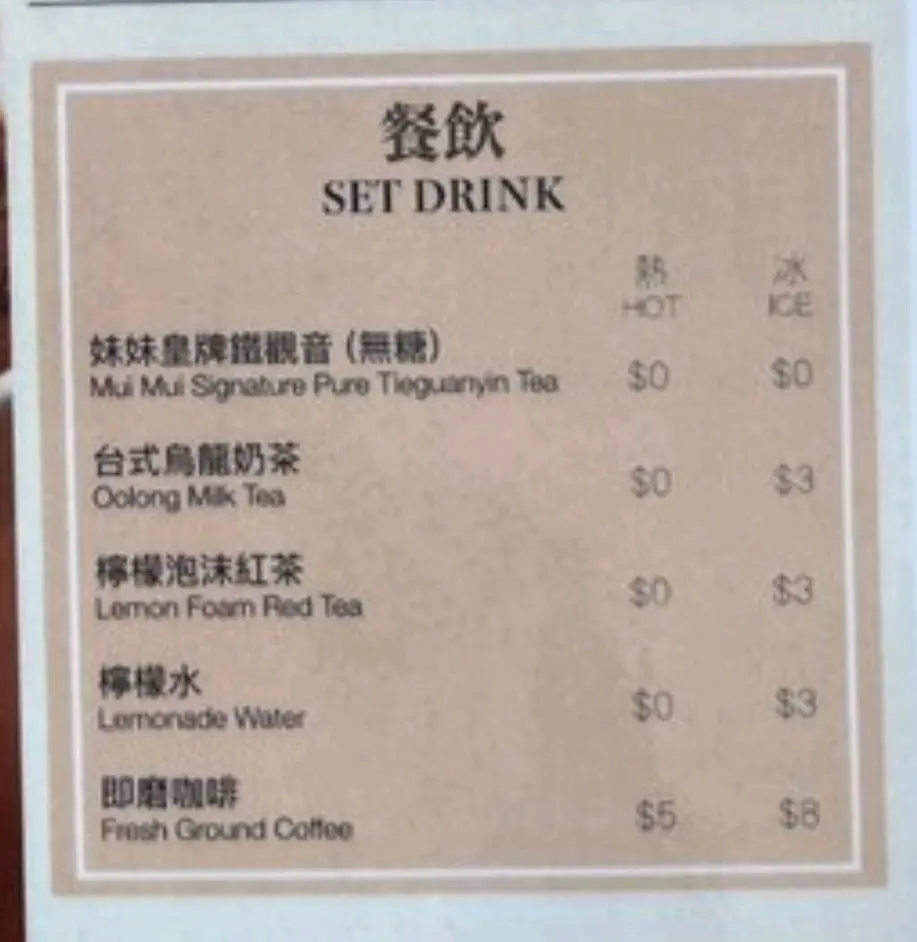 餐飲
SET DRINK
熱 冰
HOT ICE
妹妹皇牌鐵觀音 (無糖)
Mui Mui Signature Pure Tieguanyin Tea $0 $0
台式烏龍奶茶
Oolong Milk Tea $0 $3
檸檬泡沫紅茶
Lemon Foam Red Tea $0 $3
檸檬水
Lemonade Water $0 $3
即磨咖啡
Fresh Ground Coffee $5 $8